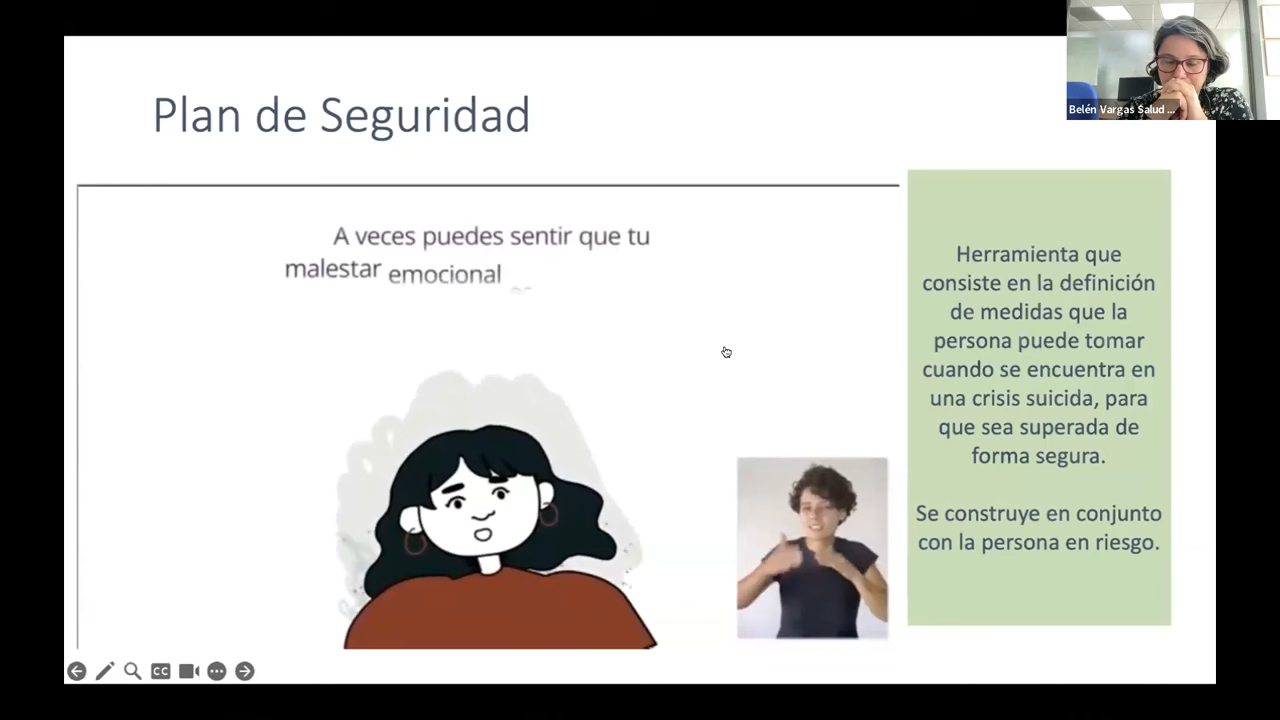 Plan de Seguridad
A veces puedes sentir que tu
malestar emocional
Herramienta que
consiste en la definición
de medidas que la
persona puede tomar
cuando se encuentra en
una crisis suicida, para
que sea superada de
forma segura.
Se construye en conjunto
con la persona en riesgo.
Belén Vargas Salud ...
CC